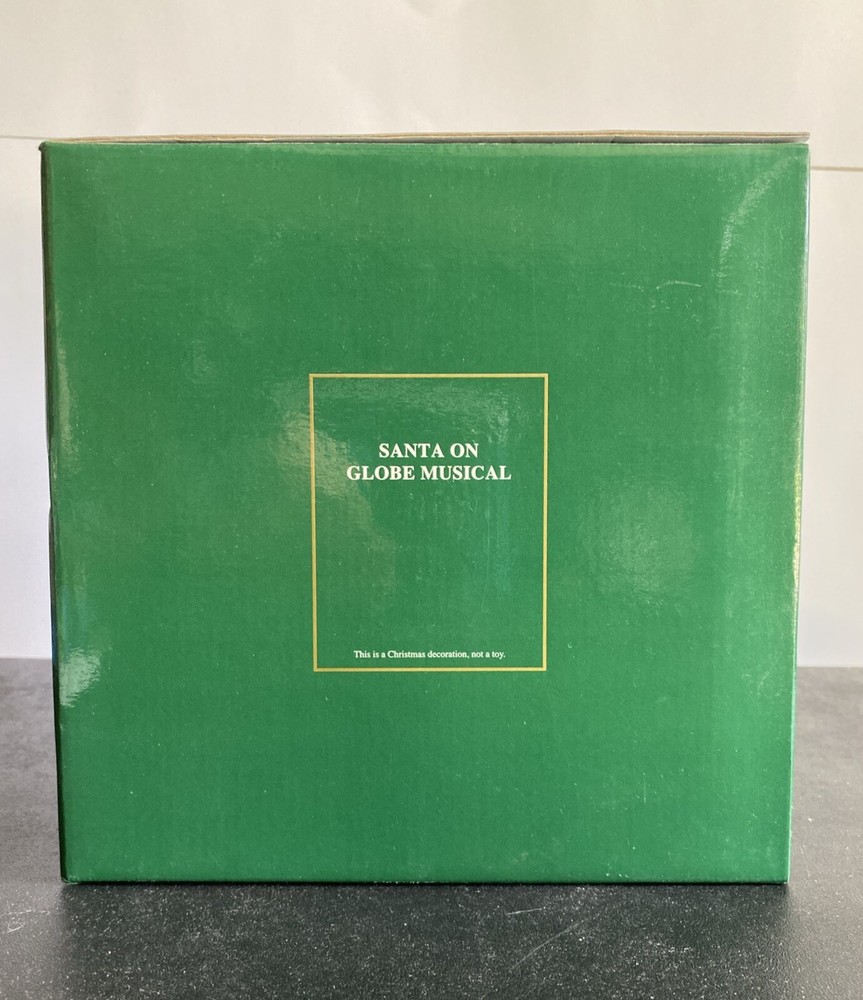 SANTA ON
GLOBE MUSICAL
This is a Christmas decoration, not a toy.